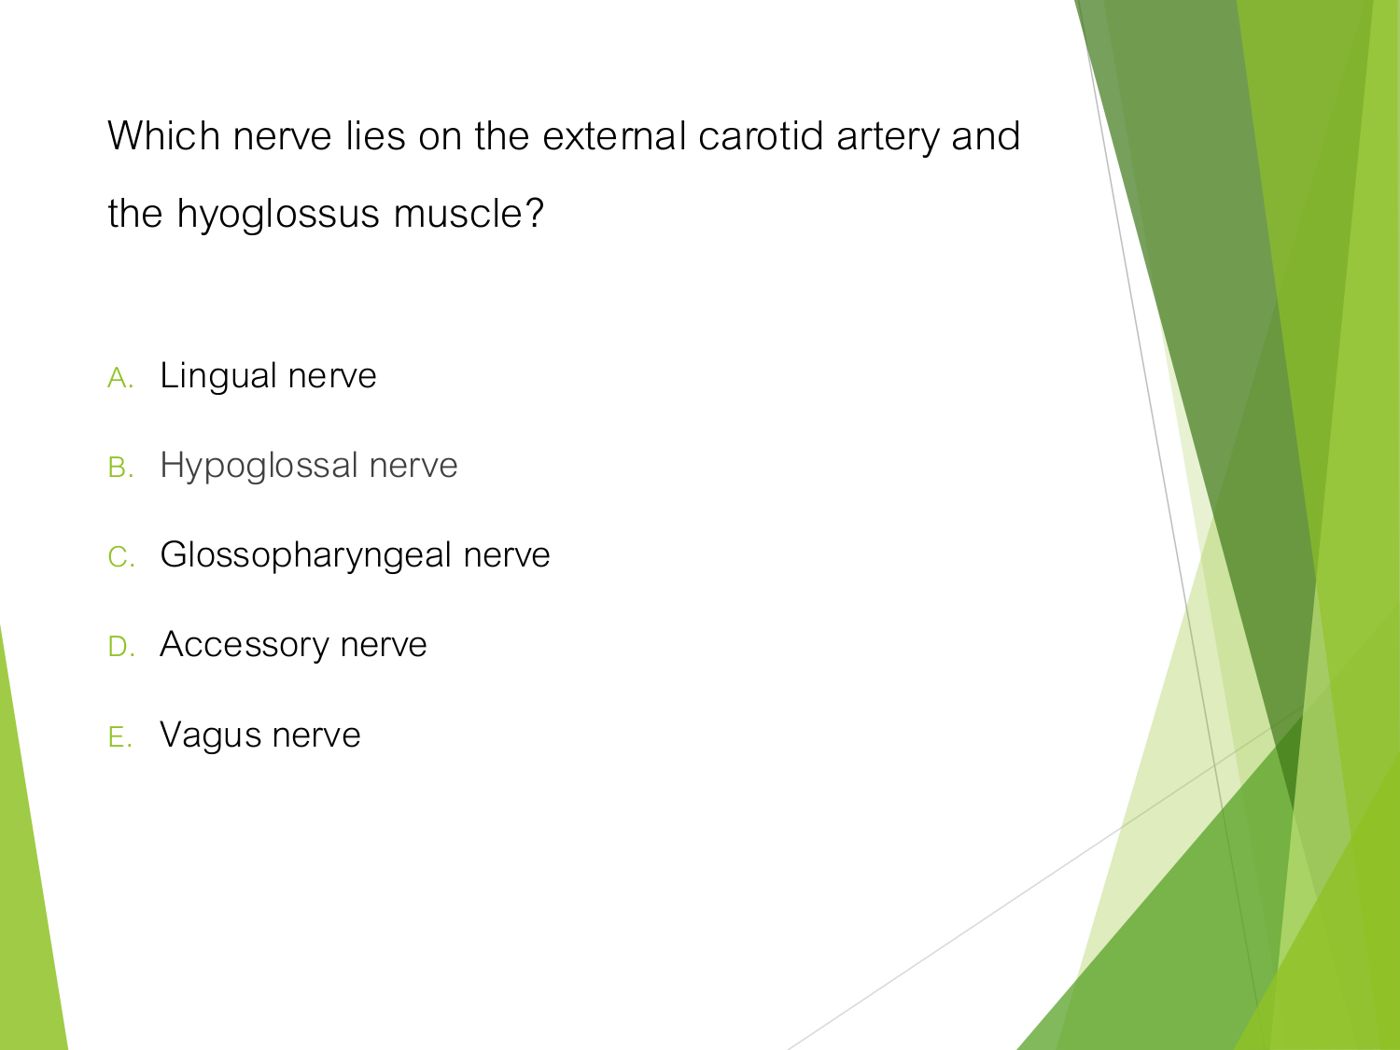 Which nerve lies on the external carotid artery and
the hyoglossus muscle?
A. Lingual nerve
B. Hypoglossal nerve
C. Glossopharyngeal nerve
D. Accessory nerve
E. Vagus nerve